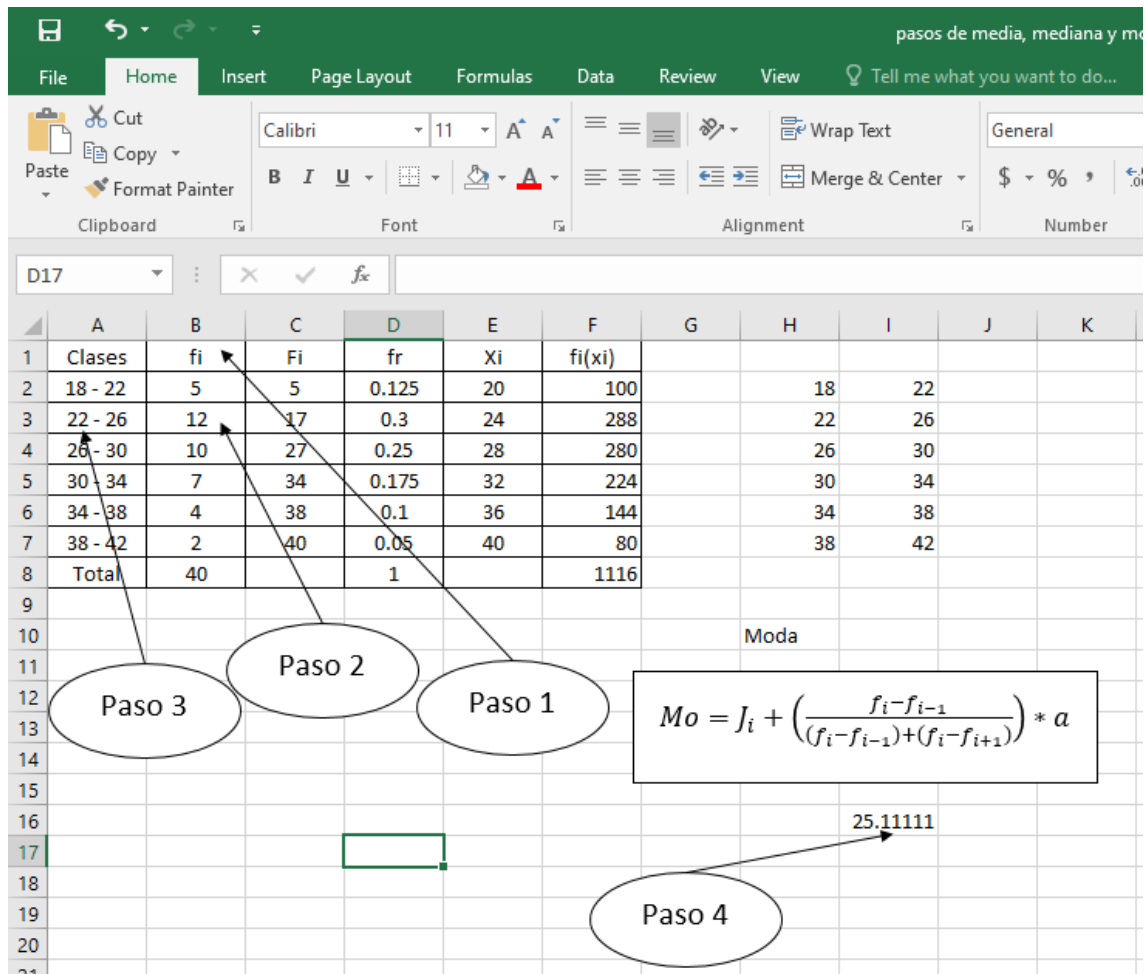 pasos de media, mediana y mo
File Home Insert Page Layout Formulas Data Review View Tell me what you want to do...
Paste
Cut
Copy
Format Painter
Clipboard
Calibri 11
B I U
Font
Wrap Text
Merge & Center
Alignment
General
$ % ,
Number
D17 fx
A B C D E F G H I J K
1 Clases fi Fi fr Xi fi(xi)
2 18 - 22 5 5 0.125 20 100 18 22
3 22 - 26 12 17 0.3 24 288 22 26
4 26 - 30 10 27 0.25 28 280 26 30
5 30 - 34 7 34 0.175 32 224 30 34
6 34 - 38 4 38 0.1 36 144 34 38
7 38 - 42 2 40 0.05 40 80 38 42
8 Total 40 1 1116
9
10 Moda
11 Paso 2
12 Paso 3 Paso 1
13 Mo = J_i + ((f_i−f_{i−1})/((f_i−f_{i−1})+(f_i−f_{i+1}))) * a
14
15
16 25.11111
17
18
19 Paso 4
20